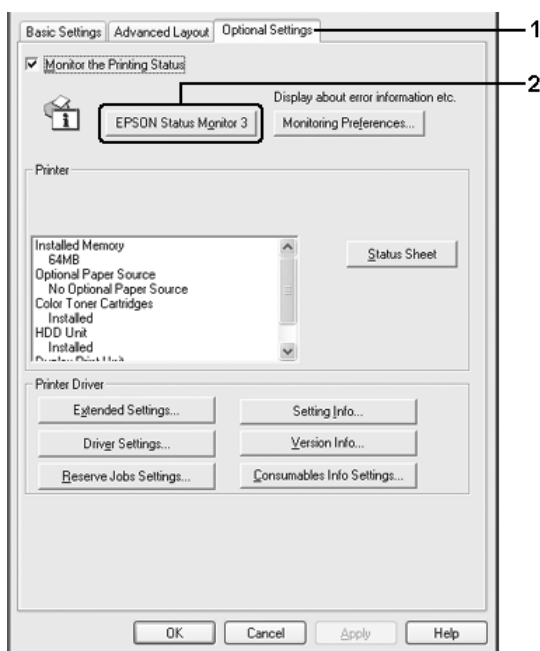 Basic Settings Advanced Layout Optional Settings 1
Monitor the Printing Status
2
Display about error information etc.
EPSON Status Monitor 3 Monitoring Preferences...
Printer
Installed Memory
64MB
Status Sheet
Optional Paper Source
No Optional Paper Source
Color Toner Cartridges
Installed
HDD Unit
Installed
Duplex Print Unit
Printer Driver
Extended Settings... Setting Info...
Driver Settings... Version Info...
Reserve Jobs Settings... Consumables Info Settings...
OK Cancel Apply Help